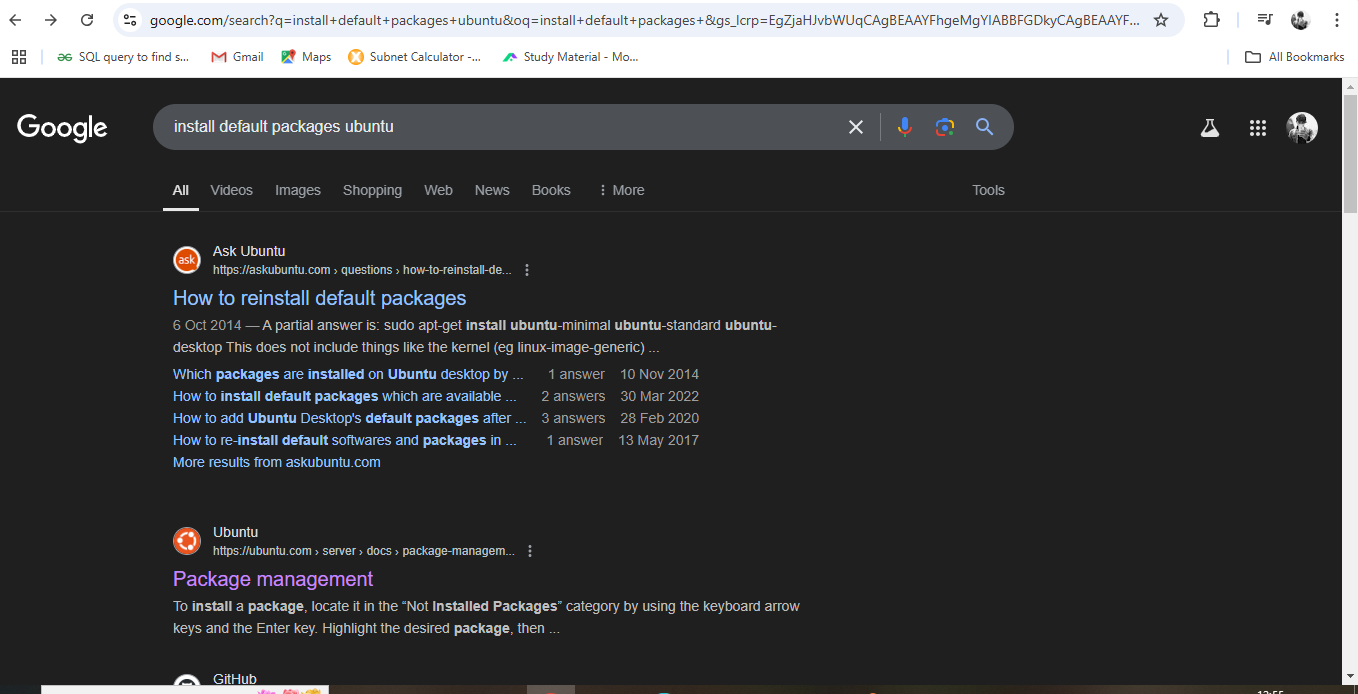 google.com/search?q=install+default+packages+ubuntu&oq=install+default+packages+&gs_lcrp=EgZjaHJvbWUqCAgBEAAYFhgeMgYIABBFGDkyCAgBEAAYF...
SQL query to find s... Gmail Maps Subnet Calculator -... Study Material - Mo... All Bookmarks
Google install default packages ubuntu
All Videos Images Shopping Web News Books More Tools
Ask Ubuntu
ask https://askubuntu.com › questions › how-to-reinstall-de...
How to reinstall default packages
6 Oct 2014 — A partial answer is: sudo apt-get install ubuntu-minimal ubuntu-standard ubuntu-
desktop This does not include things like the kernel (eg linux-image-generic) ...
Which packages are installed on Ubuntu desktop by ... 1 answer 10 Nov 2014
How to install default packages which are available ... 2 answers 30 Mar 2022
How to add Ubuntu Desktop's default packages after ... 3 answers 28 Feb 2020
How to re-install default softwares and packages in ... 1 answer 13 May 2017
More results from askubuntu.com
Ubuntu
https://ubuntu.com › server › docs › package-managem...
Package management
To install a package, locate it in the “Not Installed Packages” category by using the keyboard arrow
keys and the Enter key. Highlight the desired package, then ...
GitHub